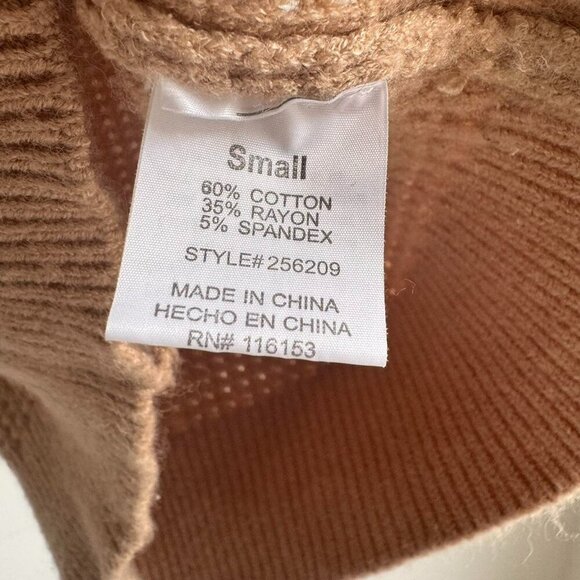 Small
60% COTTON
35% RAYON
5% SPANDEX
STYLE# 256209
MADE IN CHINA
HECHO EN CHINA
RN# 116153